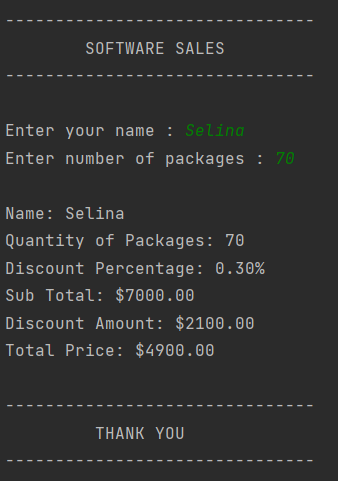 -------------------------------
SOFTWARE SALES
-------------------------------
Enter your name : Selina
Enter number of packages : 70
Name: Selina
Quantity of Packages: 70
Discount Percentage: 0.30%
Sub Total: $7000.00
Discount Amount: $2100.00
Total Price: $4900.00
-------------------------------
THANK YOU
-------------------------------